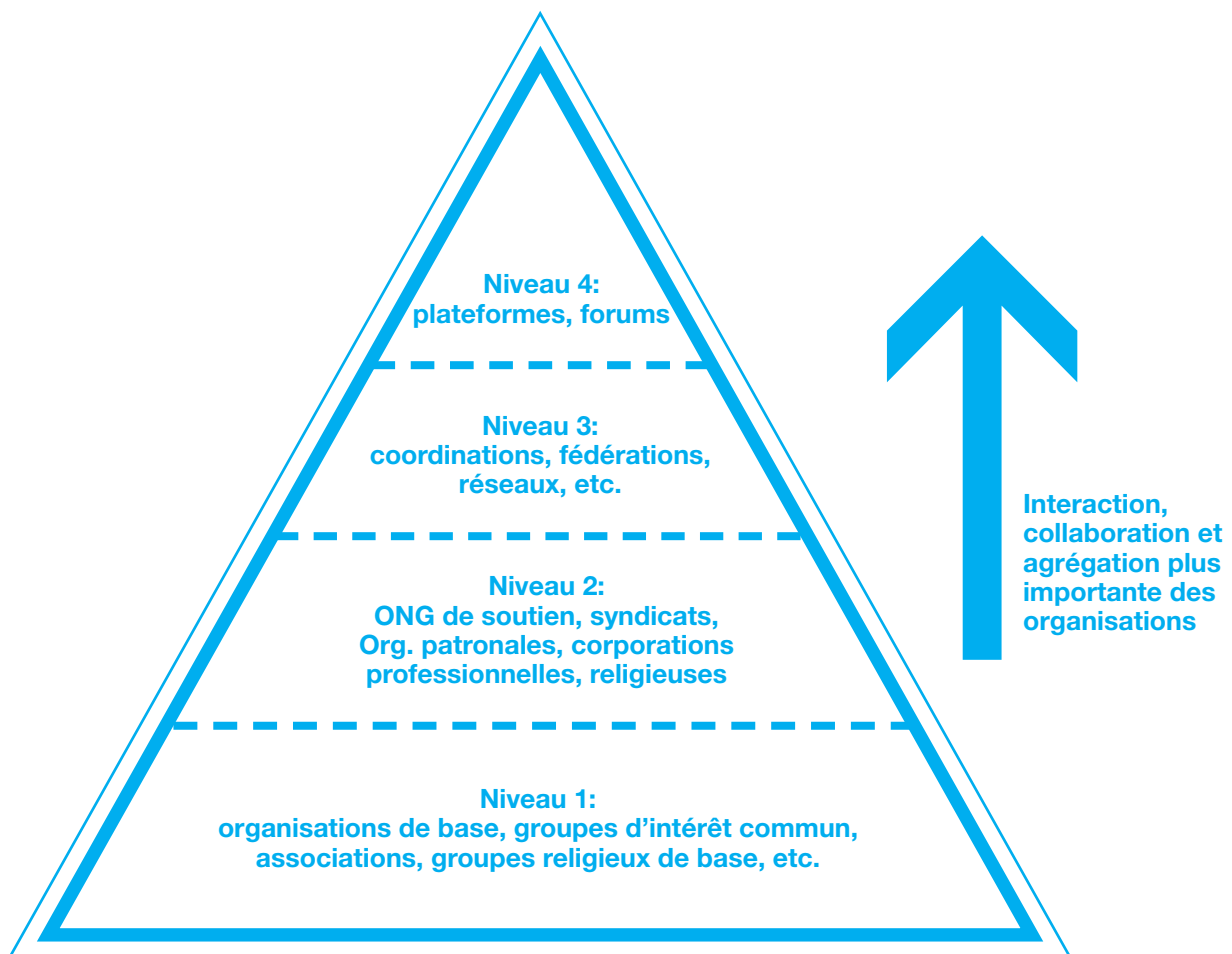 Niveau 4:
plateformes, forums
Niveau 3:
coordinations, fédérations,
réseaux, etc.
Niveau 2:
ONG de soutien, syndicats,
Org. patronales, corporations
professionnelles, religieuses
Niveau 1:
organisations de base, groupes d’intérêt commun,
associations, groupes religieux de base, etc.
Interaction,
collaboration et
agrégation plus
importante des
organisations